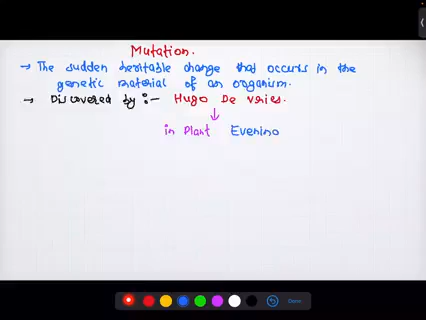 Mutation.
→ The sudden heritable change that occurs in the
genetic material of an organism.
→ Discovered by :- Hugo De vries.
↓
in Plant Evenino
Done